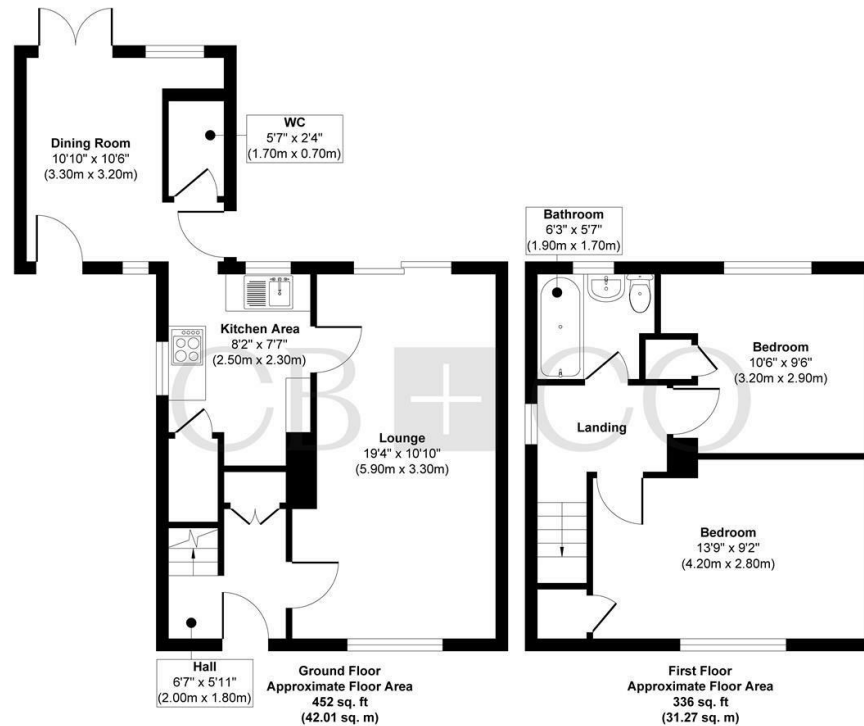 WC
5'7" x 2'4"
(1.70m x 0.70m)
Dining Room
10'10" x 10'6"
(3.30m x 3.20m)
Bathroom
6'3" x 5'7"
(1.90m x 1.70m)
Kitchen Area
8'2" x 7'7"
(2.50m x 2.30m)
Bedroom
10'6" x 9'6"
(3.20m x 2.90m)
CB + CO
Landing
Lounge
19'4" x 10'10"
(5.90m x 3.30m)
Bedroom
13'9" x 9'2"
(4.20m x 2.80m)
Hall
6'7" x 5'11"
(2.00m x 1.80m)
Ground Floor
Approximate Floor Area
452 sq. ft
(42.01 sq. m)
First Floor
Approximate Floor Area
336 sq. ft
(31.27 sq. m)